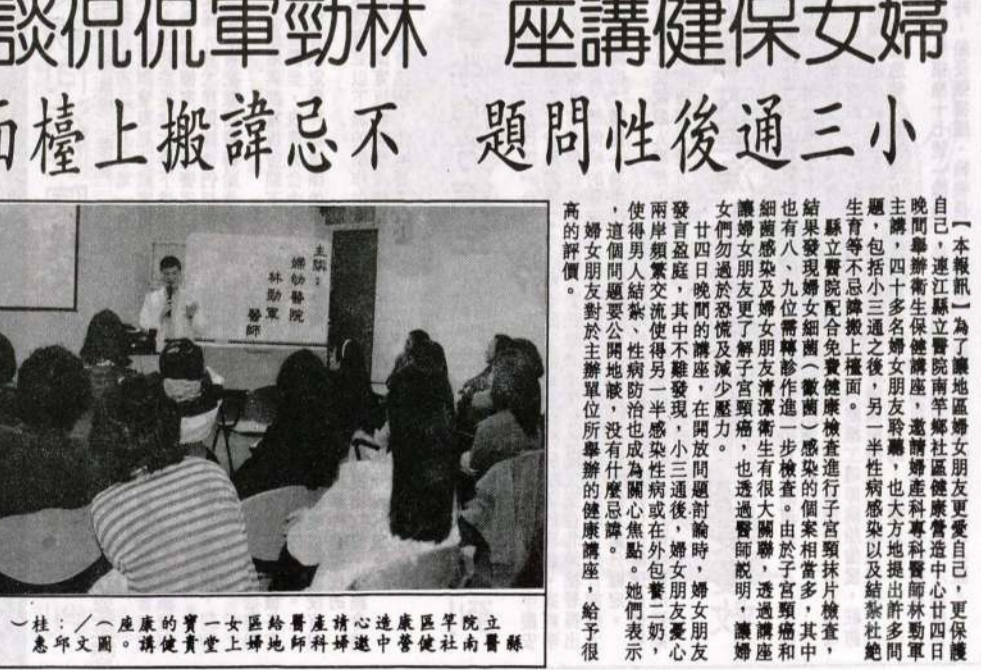 婦女保健講座 林勁軍侃侃談
小三通後性問題 不忌諱搬上檯面
【本報訊】為了讓地區婦女朋友更愛自己,更保護
自己,連江縣立醫院南竿鄉社區健康營造中心廿四日
晚間舉辦衛生保健講座,邀請婦產科專科醫師林勁軍
主講,四十多名婦女朋友聆聽,也大方地提出許多問
題,包括小三通之後,另一半性病感染以及結紮杜絕
生育等不忌諱搬上檯面。
縣立醫院配合免費健康檢查進行子宮頸抹片檢查,
結果發現婦女細菌(黴菌)感染的個案相當多,其中
也有八、九位需轉診作進一步檢查。由於子宮頸癌和
細菌感染及婦女朋友清潔衛生有很大關聯,透過講座
讓婦女朋友更了解子宮頸癌,也透過醫師說明,讓婦
女們勿過於恐慌及減少壓力。
廿四日晚間的講座,在開放問題討論時,婦女朋友
發言盈庭,其中不難發現,小三通後,婦女朋友憂心
兩岸頻繁交流使得另一半感染性病或在外包養二奶,
使得男人結紮、性病防治也成為關心焦點。她們表示
,這個問題要公開地談,沒有什麼忌諱。
婦女朋友對於主辦單位所舉辦的健康講座,給予很
高的評價。
主講:
婦幼醫院
林勁軍
醫師
縣
立醫
院南
竿社
區健
康營
造中
心邀
請婦
產科
醫師
給地
區婦
女上
一堂
寶貴
的健
康講
座。
(圖
/文
:邱
桂惠
)